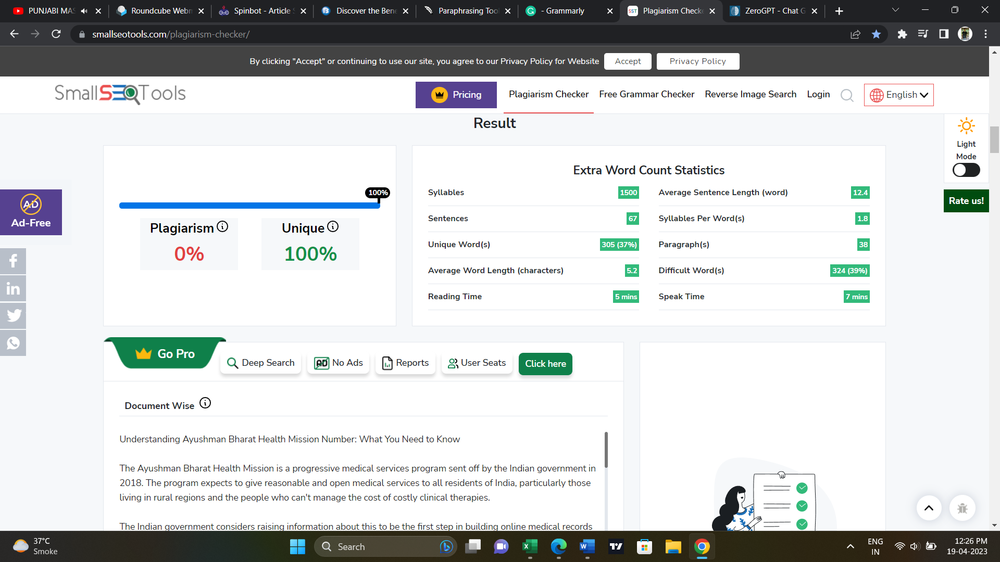 PUNJABI MAS
Roundcube Webm
Spinbot - Article S
Discover the Bene
Paraphrasing Tool
- Grammarly
Plagiarism Checke
ZeroGPT - Chat G
smallseotools.com/plagiarism-checker/
By clicking "Accept" or continuing to use our site, you agree to our Privacy Policy for Website
Accept
Privacy Policy
SmallSEOTools
Pricing
Plagiarism Checker
Free Grammar Checker
Reverse Image Search
Login
English
Result
Light
Mode
Rate us!
AD
Ad-Free
100%
Plagiarism
0%
Unique
100%
Extra Word Count Statistics
Syllables 1500
Average Sentence Length (word) 12.4
Sentences 67
Syllables Per Word(s) 1.8
Unique Word(s) 305 (37%)
Paragraph(s) 38
Average Word Length (characters) 5.2
Difficult Word(s) 324 (39%)
Reading Time 5 mins
Speak Time 7 mins
Go Pro
Deep Search
AD No Ads
Reports
User Seats
Click here
Document Wise
Understanding Ayushman Bharat Health Mission Number: What You Need to Know
The Ayushman Bharat Health Mission is a progressive medical services program sent off by the Indian government in
2018. The program expects to give reasonable and open medical services to all residents of India, particularly those
living in rural regions and the people who can't manage the cost of costly clinical therapies.
The Indian government considers raising information about this to be the first step in building online medical records
37°C
Smoke
Search
ENG
IN
12:26 PM
19-04-2023